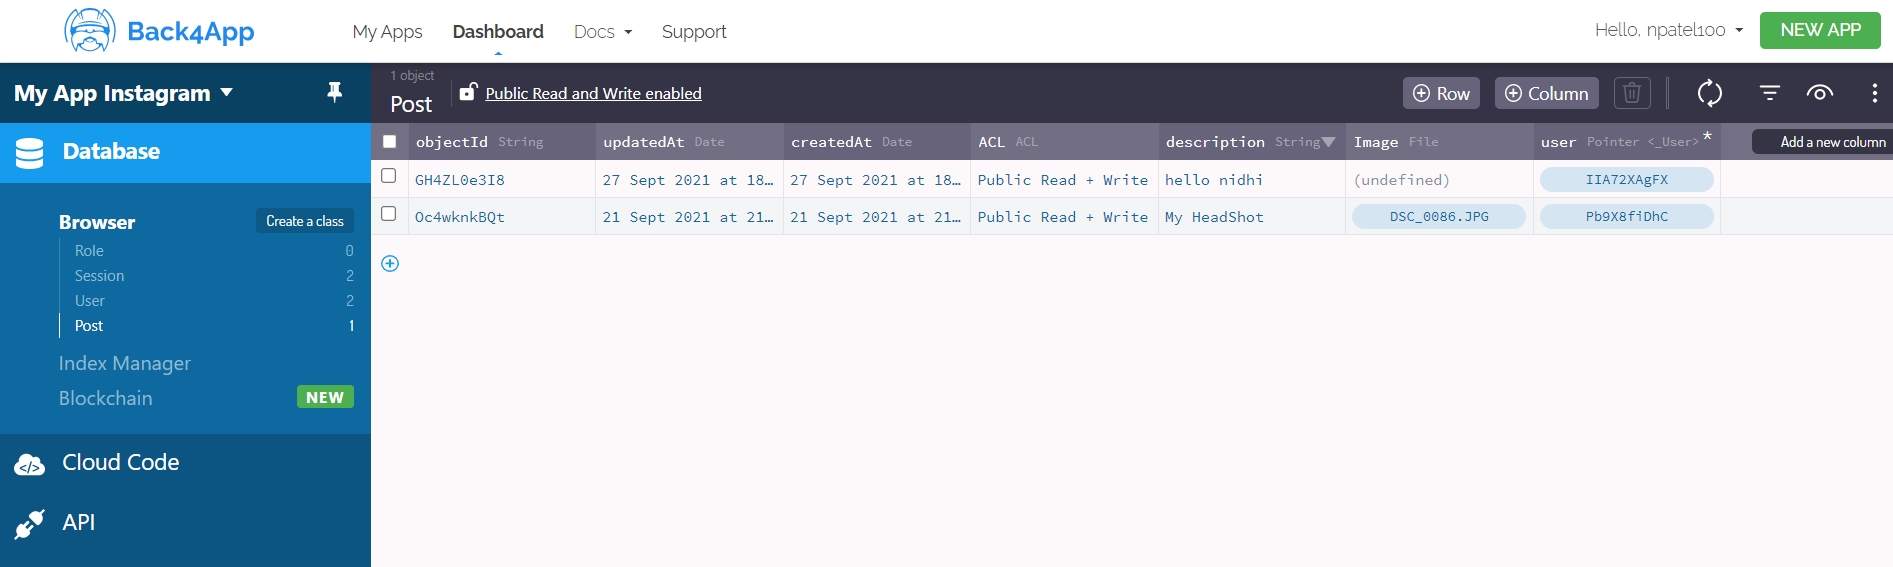 Back4App My Apps Dashboard Docs Support Hello, npatel100 NEW APP
My App Instagram
1 object
Post Public Read and Write enabled Row Column
Database
objectId String updatedAt Date createdAt Date ACL ACL description String Image File user Pointer <_User> * Add a new column
GH4ZL0e3I8 27 Sept 2021 at 18… 27 Sept 2021 at 18… Public Read + Write hello nidhi (undefined) IIA72XAgFX
Oc4wknkBQt 21 Sept 2021 at 21… 21 Sept 2021 at 21… Public Read + Write My HeadShot DSC_0086.JPG Pb9X8fiDhC
Browser Create a class
Role 0
Session 2
User 2
Post 1
Index Manager
Blockchain NEW
Cloud Code
API